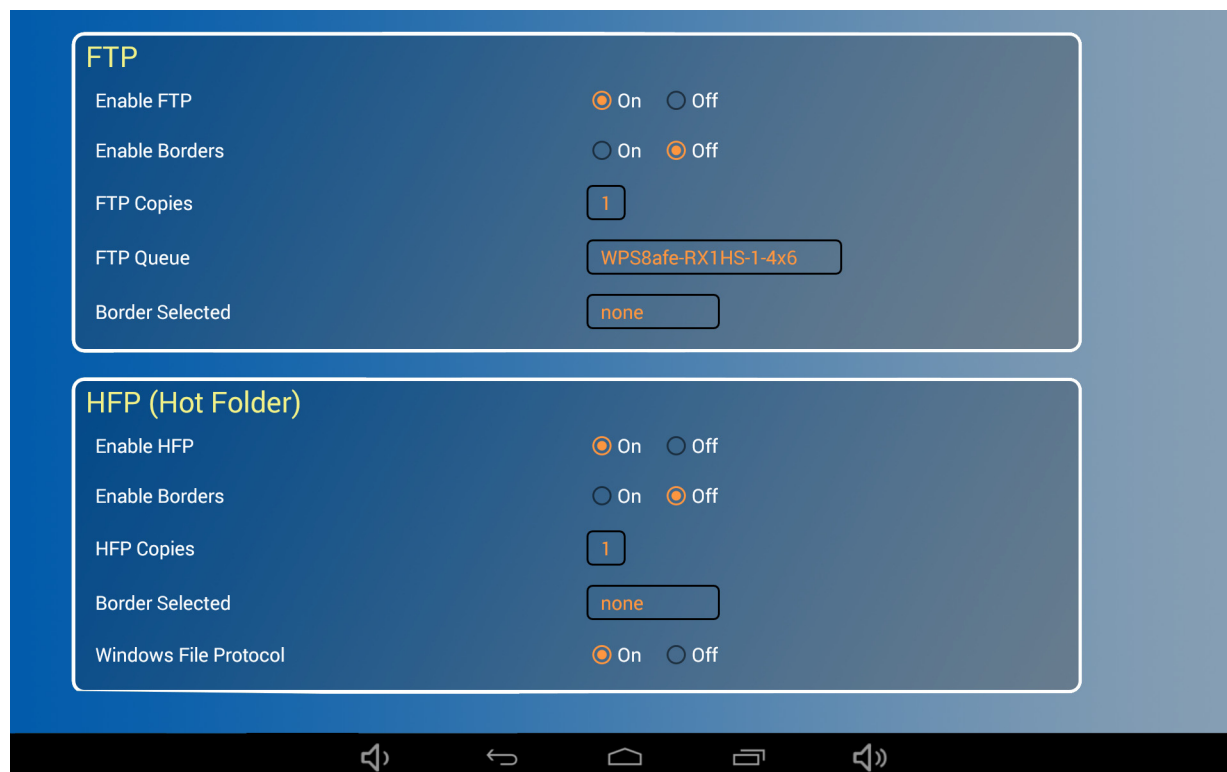 FTP
Enable FTP On Off
Enable Borders On Off
FTP Copies 1
FTP Queue WPS8afe-RX1HS-1-4x6
Border Selected none
HFP (Hot Folder)
Enable HFP On Off
Enable Borders On Off
HFP Copies 1
Border Selected none
Windows File Protocol On Off